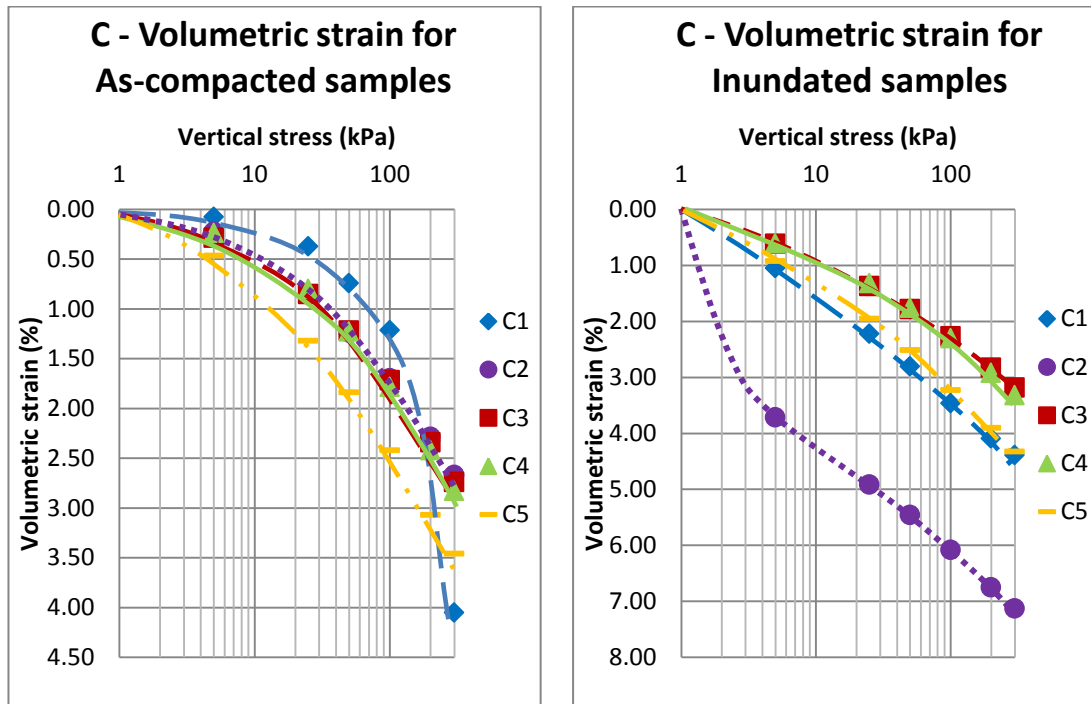 C - Volumetric strain for
As-compacted samples
Vertical stress (kPa)
1 10 100
0.00
0.50
1.00
1.50
2.00
2.50
3.00
3.50
4.00
4.50
Volumetric strain (%)
C1
C2
C3
C4
C5
C - Volumetric strain for
Inundated samples
Vertical stress (kPa)
1 10 100
0.00
1.00
2.00
3.00
4.00
5.00
6.00
7.00
8.00
Volumetric strain (%)
C1
C2
C3
C4
C5